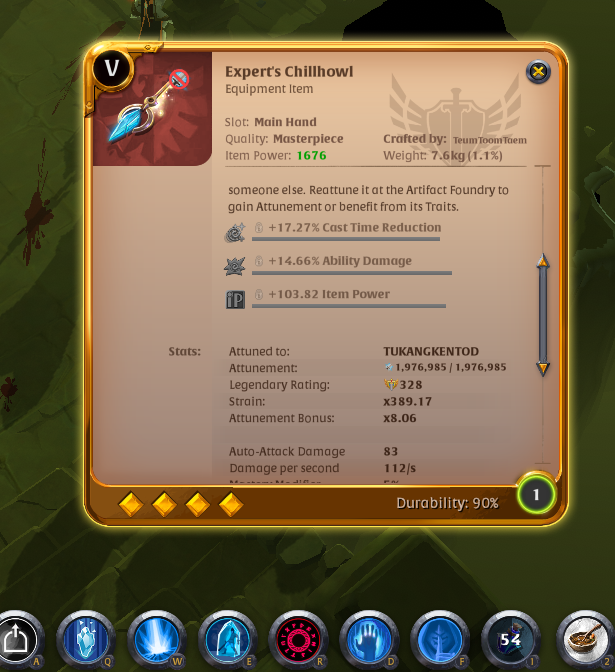 V
Expert's Chillhowl
Equipment Item
Slot: Main Hand
Quality: Masterpiece
Crafted by: TeumToomTaem
Item Power: 1676
Weight: 7.6kg (1.1%)
someone else. Reattune it at the Artifact Foundry to
gain Attunement or benefit from its Traits.
+17.27% Cast Time Reduction
+14.66% Ability Damage
iP +103.82 Item Power
Stats:
Attuned to: TUKANGKENTOD
Attunement: 1,976,985 / 1,976,985
Legendary Rating: 328
Strain: x389.17
Attunement Bonus: x8.06
Auto-Attack Damage 83
Damage per second 112/s
Durability: 90%
1
A Q W E R D F 54